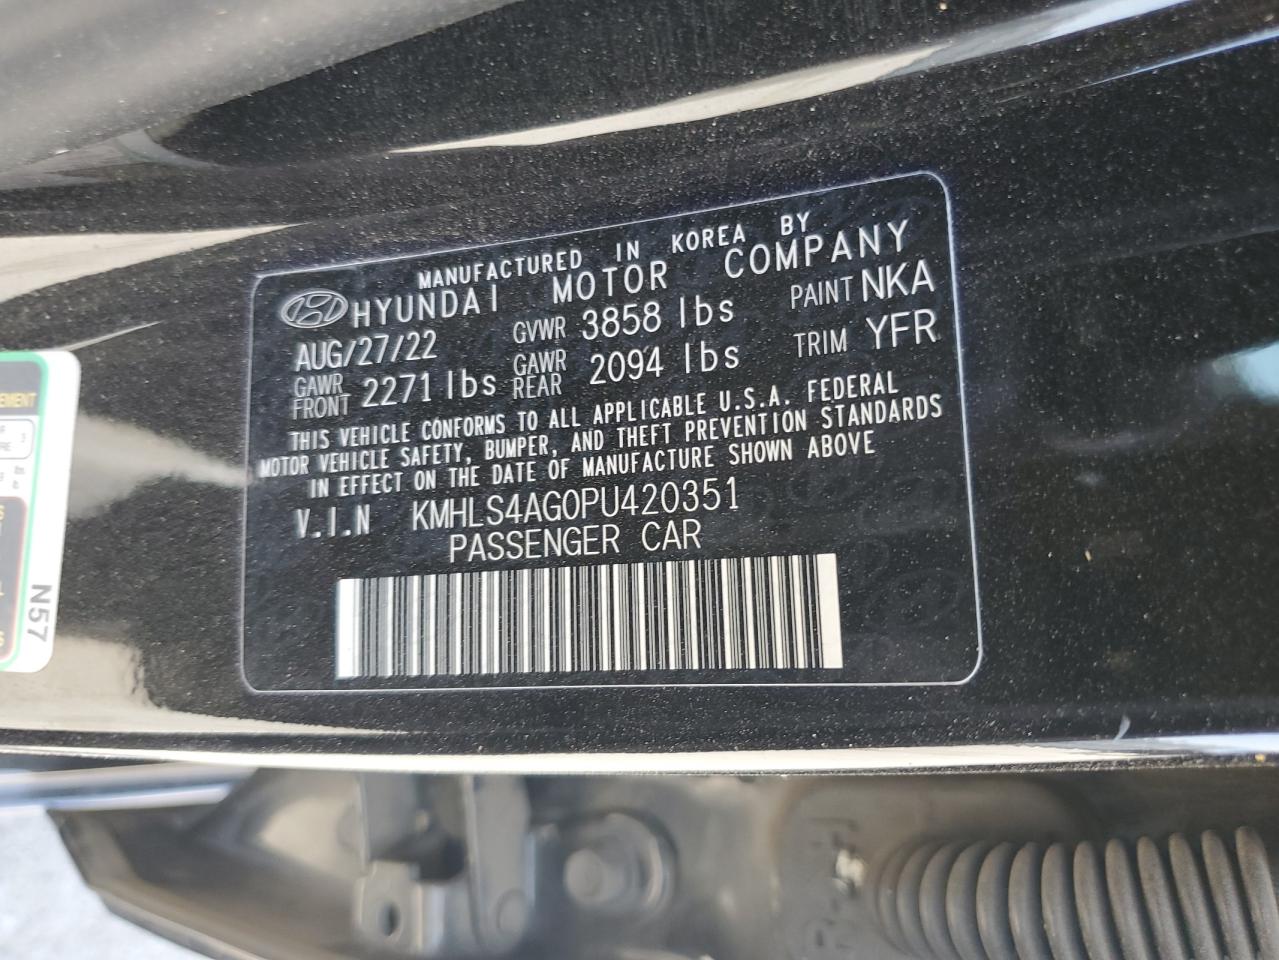 MANUFACTURED IN KOREA BY
HYUNDAI MOTOR COMPANY
AUG/27/22 GVWR 3858 lbs PAINT NKA
GAWR FRONT 2271 lbs GAWR REAR 2094 lbs TRIM YFR
THIS VEHICLE CONFORMS TO ALL APPLICABLE U.S.A. FEDERAL
MOTOR VEHICLE SAFETY, BUMPER, AND THEFT PREVENTION STANDARDS
IN EFFECT ON THE DATE OF MANUFACTURE SHOWN ABOVE
V.I.N KMHLS4AG0PU420351
PASSENGER CAR
N57